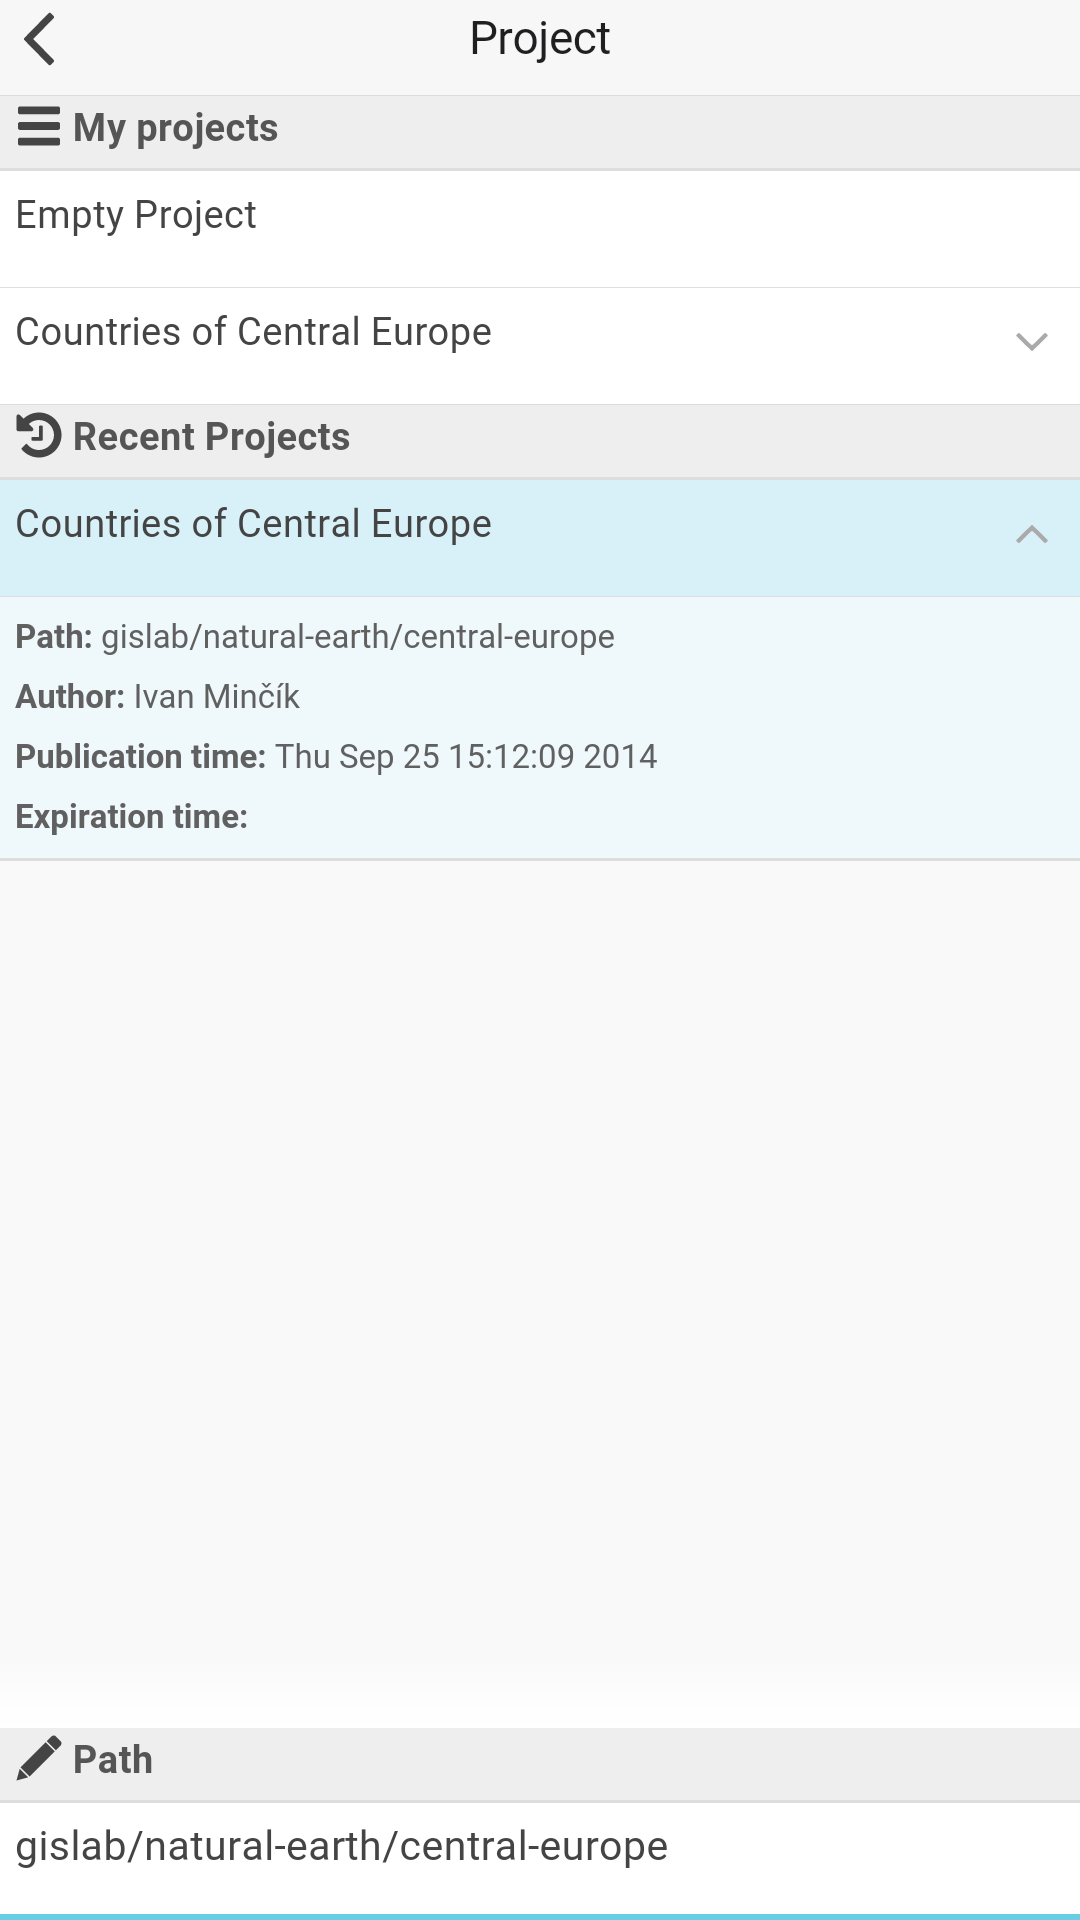 Project
My projects
Empty Project
Countries of Central Europe
Recent Projects
Countries of Central Europe
Path: gislab/natural-earth/central-europe
Author: Ivan Minčík
Publication time: Thu Sep 25 15:12:09 2014
Expiration time:
Path
gislab/natural-earth/central-europe